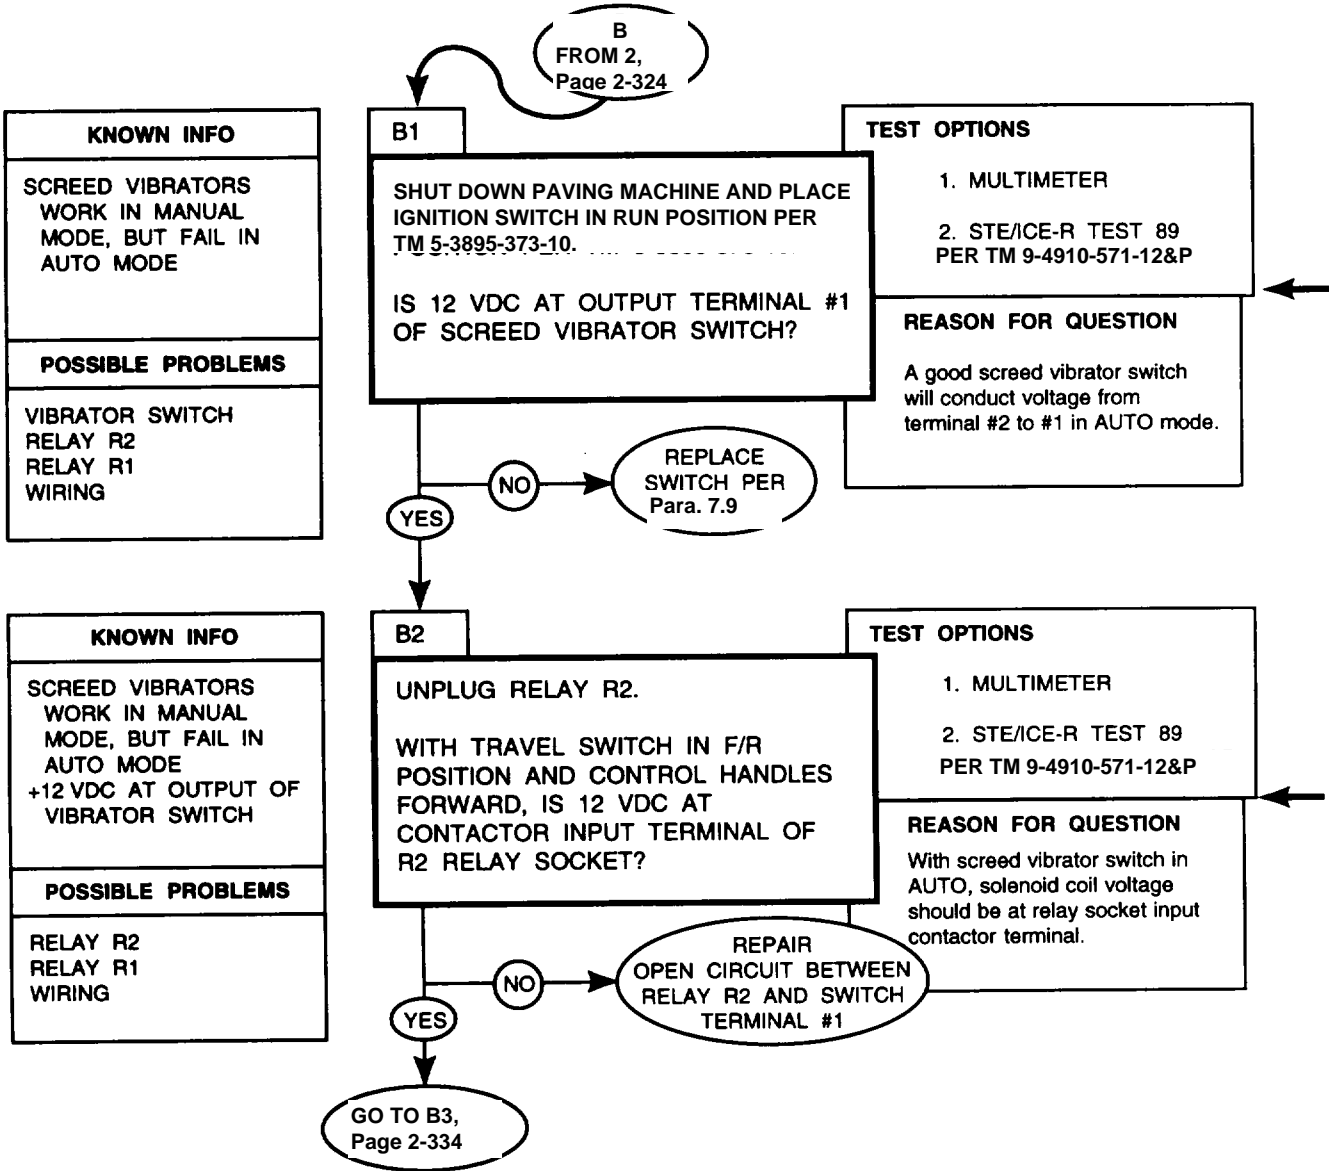 B
FROM 2,
Page 2-324
KNOWN INFO
SCREED VIBRATORS
WORK IN MANUAL
MODE, BUT FAIL IN
AUTO MODE
POSSIBLE PROBLEMS
VIBRATOR SWITCH
RELAY R2
RELAY R1
WIRING
B1
SHUT DOWN PAVING MACHINE AND PLACE
IGNITION SWITCH IN RUN POSITION PER
TM 5-3895-373-10.
IS 12 VDC AT OUTPUT TERMINAL #1
OF SCREED VIBRATOR SWITCH?
TEST OPTIONS
1. MULTIMETER
2. STE/ICE-R TEST 89
PER TM 9-4910-571-12&P
REASON FOR QUESTION
A good screed vibrator switch
will conduct voltage from
terminal #2 to #1 in AUTO mode.
NO
REPLACE
SWITCH PER
Para. 7.9
YES
KNOWN INFO
SCREED VIBRATORS
WORK IN MANUAL
MODE, BUT FAIL IN
AUTO MODE
+12 VDC AT OUTPUT OF
VIBRATOR SWITCH
POSSIBLE PROBLEMS
RELAY R2
RELAY R1
WIRING
B2
UNPLUG RELAY R2.
WITH TRAVEL SWITCH IN F/R
POSITION AND CONTROL HANDLES
FORWARD, IS 12 VDC AT
CONTACTOR INPUT TERMINAL OF
R2 RELAY SOCKET?
TEST OPTIONS
1. MULTIMETER
2. STE/ICE-R TEST 89
PER TM 9-4910-571-12&P
REASON FOR QUESTION
With screed vibrator switch in
AUTO, solenoid coil voltage
should be at relay socket input
contactor terminal.
NO
REPAIR
OPEN CIRCUIT BETWEEN
RELAY R2 AND SWITCH
TERMINAL #1
YES
GO TO B3,
Page 2-334